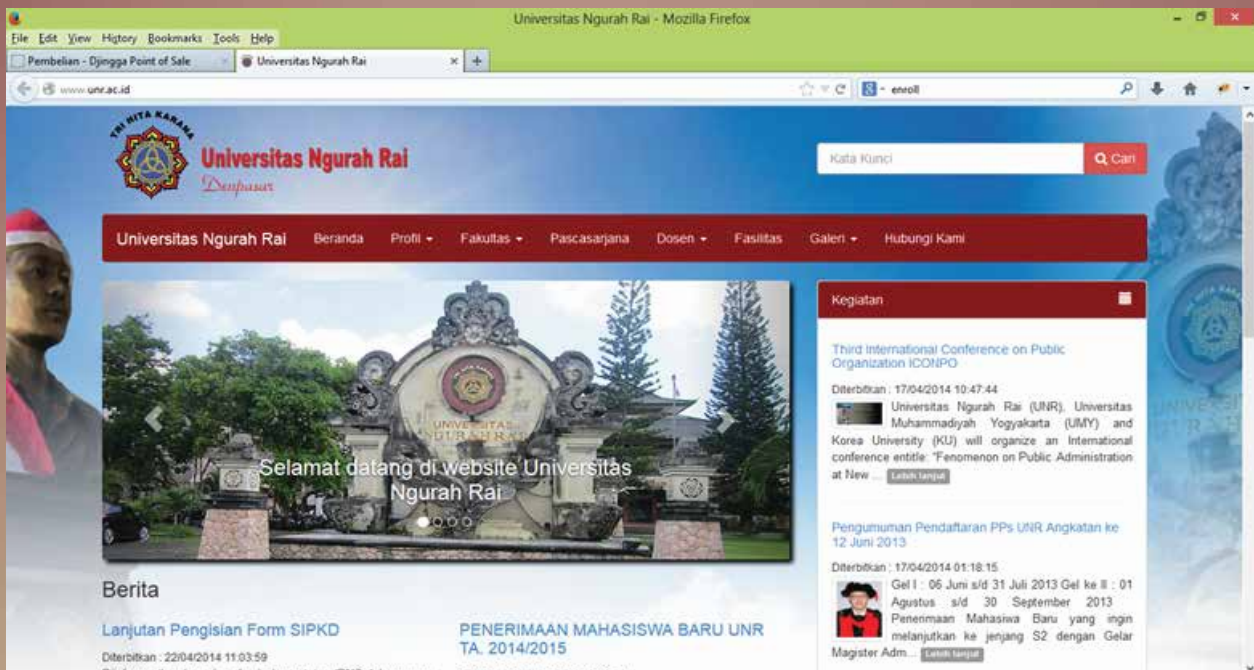 Universitas Ngurah Rai - Mozilla Firefox
File Edit View History Bookmarks Tools Help
Pembelian - Djingga Point of Sale
Universitas Ngurah Rai
www.unr.ac.id
enroll
TRI HITA KARANA
Universitas Ngurah Rai
Denpasar
Kata Kunci
Cari
Universitas Ngurah Rai Beranda Profil Fakultas Pascasarjana Dosen Fasilitas Galeri Hubungi Kami
UNIVERSITAS
NGURAH RAI
Selamat datang di website Universitas
Ngurah Rai
Kegiatan
Third International Conference on Public
Organization ICONPO
Diterbitkan : 17/04/2014 10:47:44
Universitas Ngurah Rai (UNR), Universitas
Muhammadiyah Yogyakarta (UMY) and
Korea University (KU) will organize an International
conference entitle: "Fenomenon on Public Administration
at New ... Lebih lanjut
Pengumuman Pendaftaran PPs UNR Angkatan ke
12 Juni 2013
Diterbitkan : 17/04/2014 01:18:15
Gel I : 06 Juni s/d 31 Juli 2013 Gel ke II : 01
Agustus s/d 30 September 2013
Penerimaan Mahasiwa Baru yang ingin
melanjutkan ke jenjang S2 dengan Gelar
Magister Adm... Lebih lanjut
Berita
Lanjutan Pengisian Form SIPKD
Diterbitkan : 22/04/2014 11:03:59
PENERIMAAN MAHASISWA BARU UNR
TA. 2014/2015